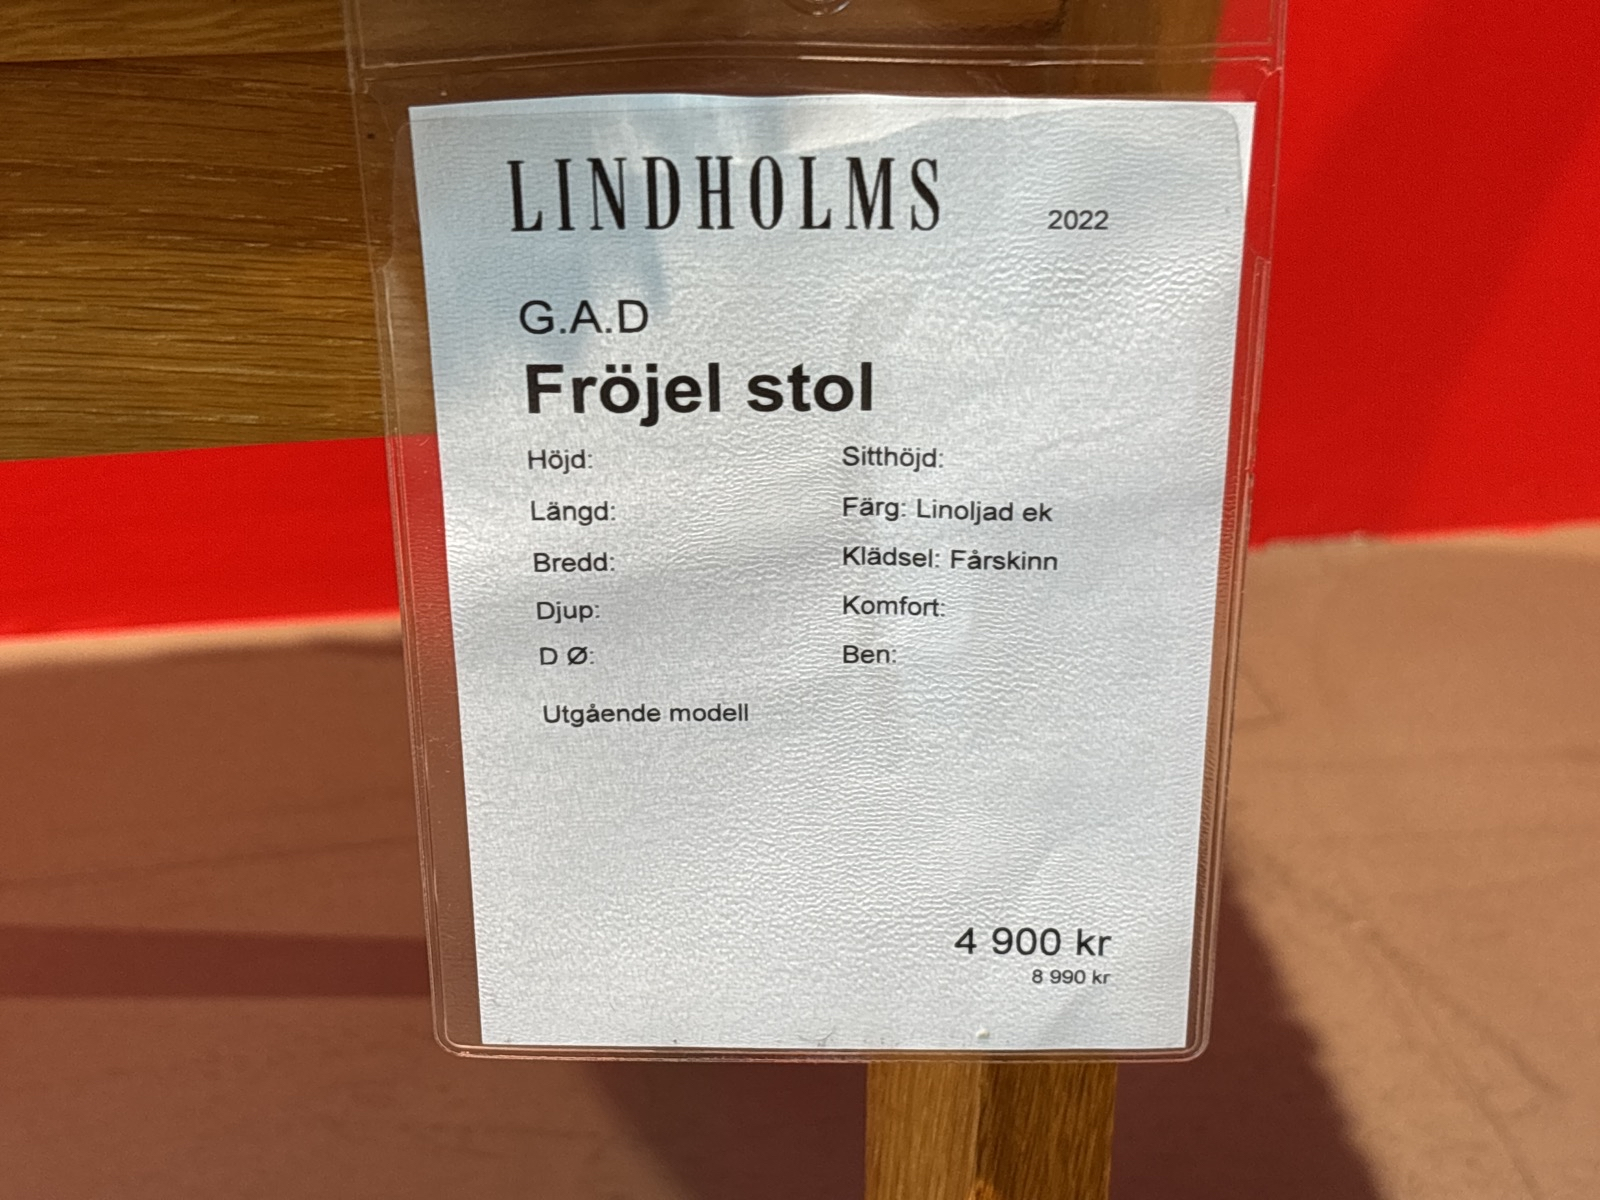 LINDHOLMS 2022
G.A.D
Fröjel stol
Höjd: Sitthöjd:
Längd: Färg: Linoljad ek
Bredd: Klädsel: Fårskinn
Djup: Komfort:
D Ø: Ben:
Utgående modell
4 900 kr
8 990 kr